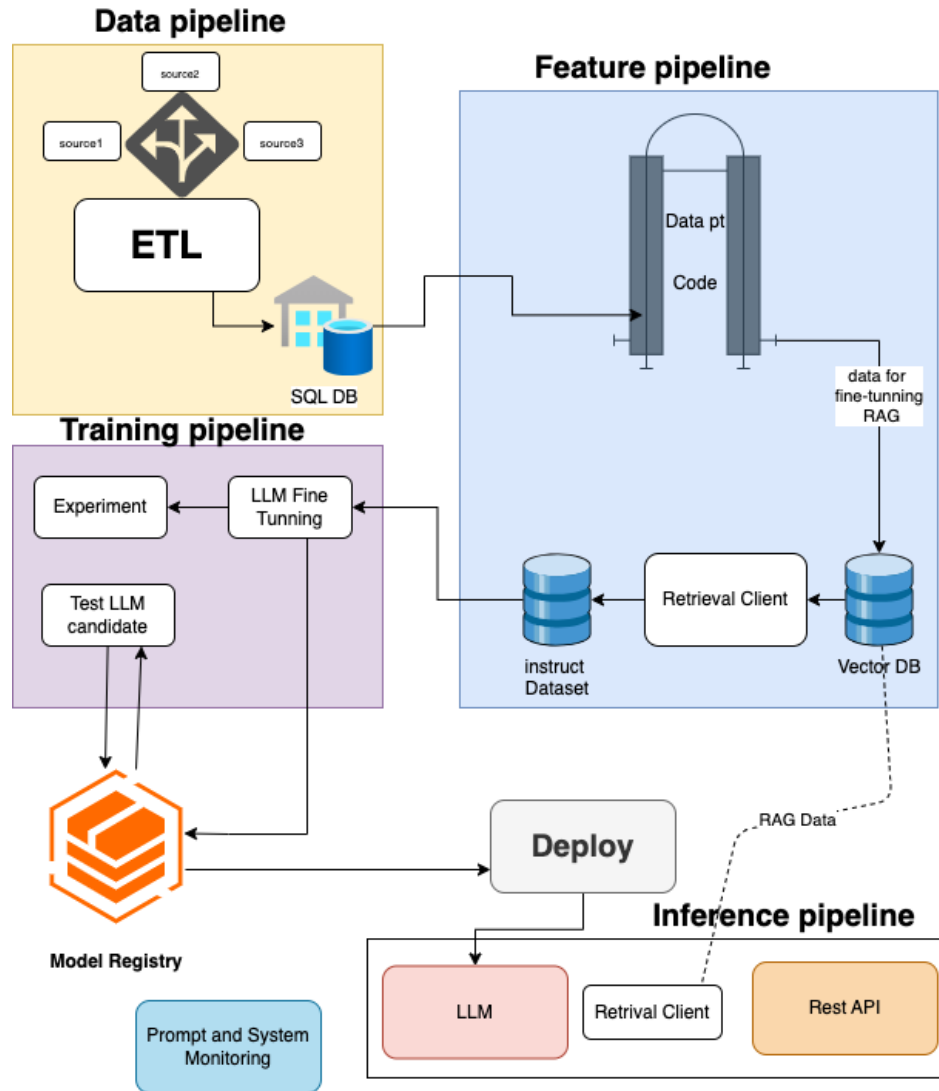 Data pipeline
source2
source1
source3
ETL
SQL DB
Feature pipeline
Data pt
Code
data for
fine-tunning
RAG
Training pipeline
Experiment
LLM Fine
Tunning
Test LLM
candidate
instruct
Dataset
Retrieval Client
Vector DB
RAG Data
Model Registry
Deploy
Inference pipeline
LLM
Retrival Client
Rest API
Prompt and System
Monitoring